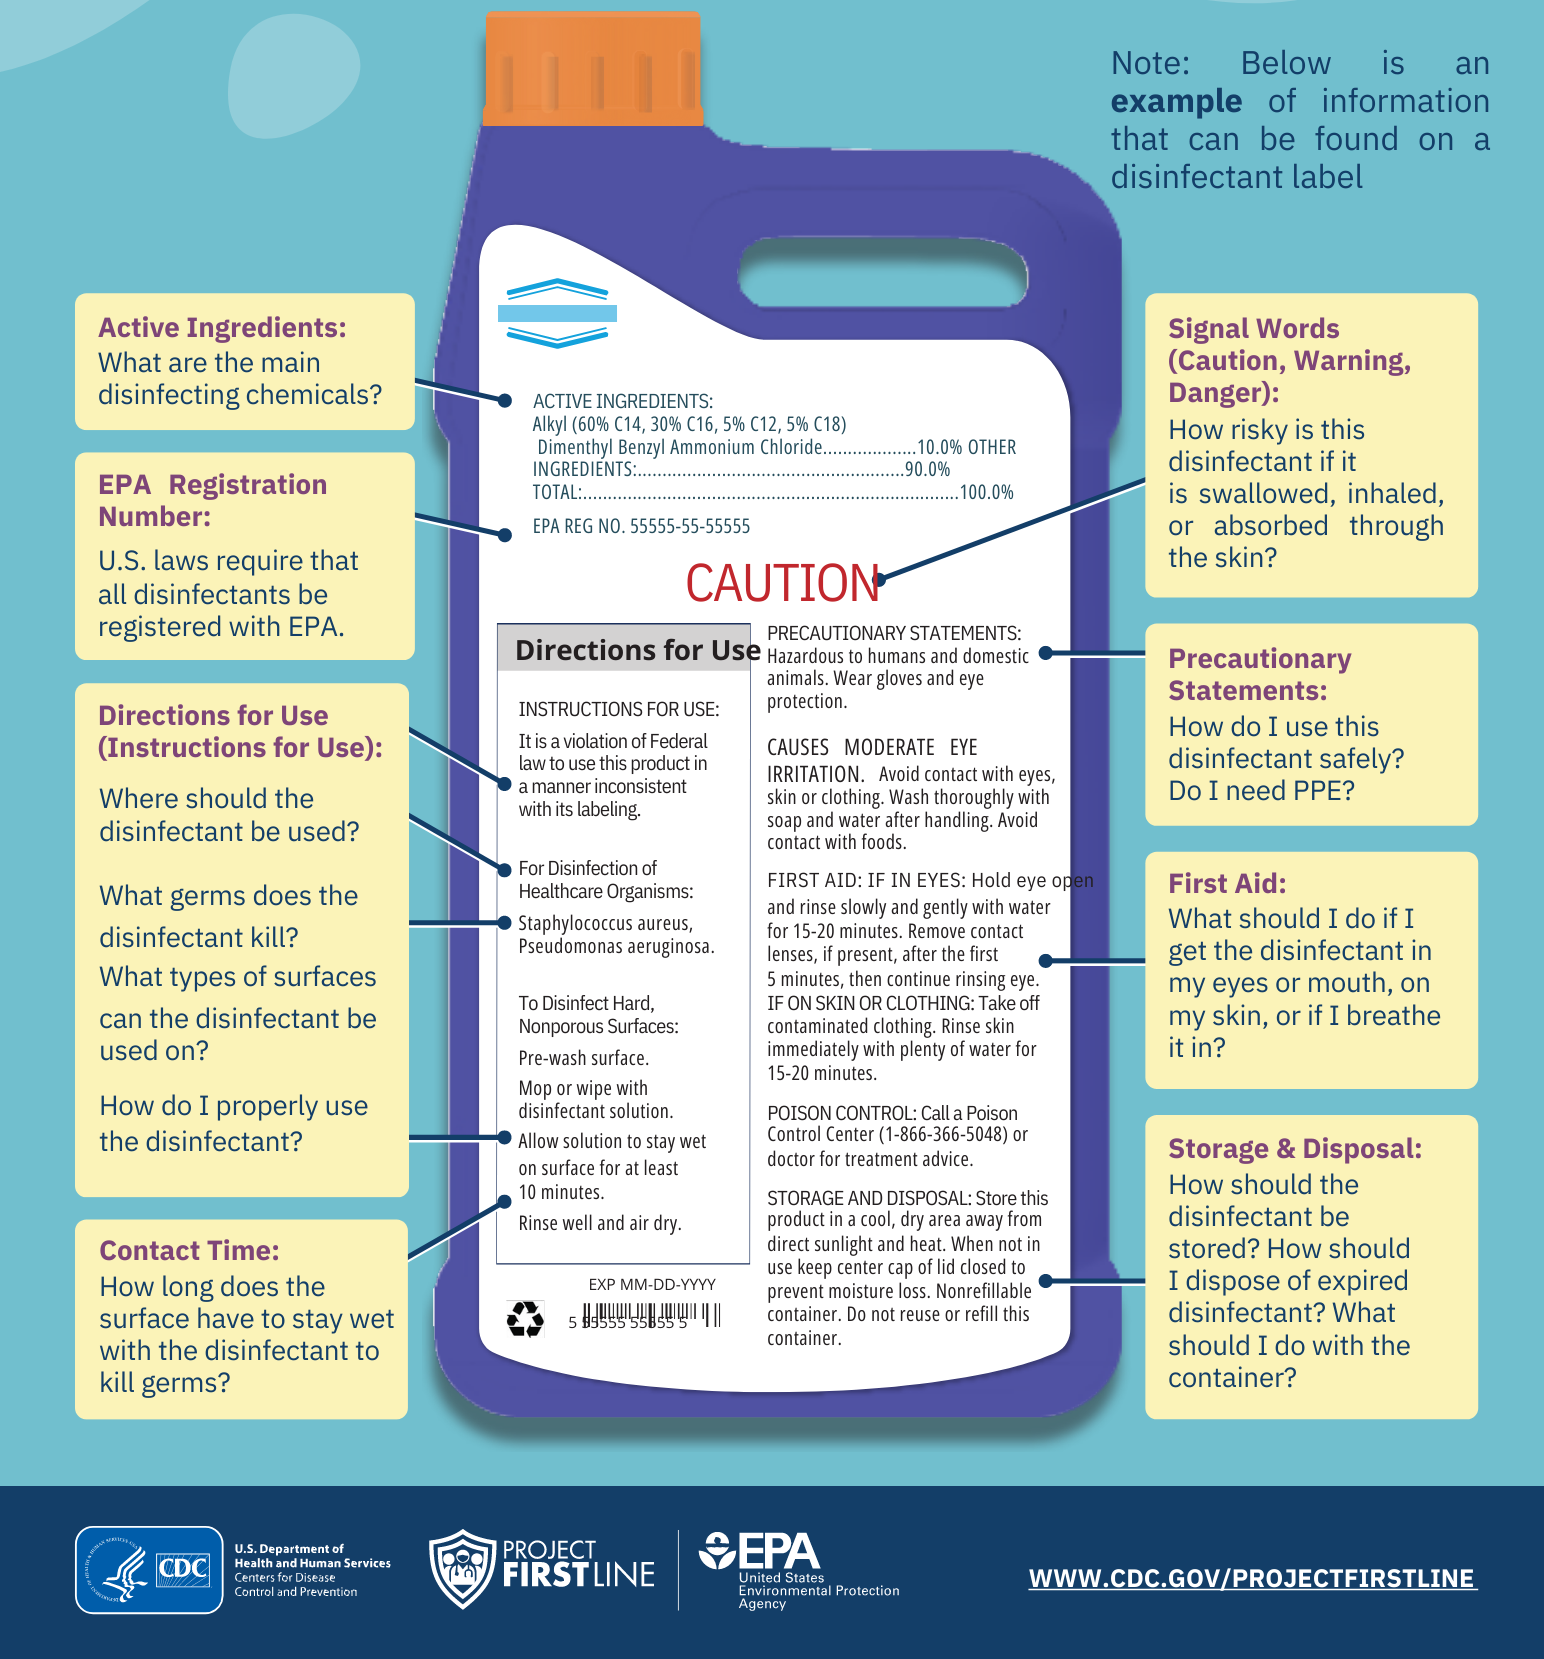 Note: Below is an
example of information
that can be found on a
disinfectant label
Active Ingredients:
What are the main
disinfecting chemicals?
EPA Registration
Number:
U.S. laws require that
all disinfectants be
registered with EPA.
Directions for Use
(Instructions for Use):
Where should the
disinfectant be used?
What germs does the
disinfectant kill?
What types of surfaces
can the disinfectant be
used on?
How do I properly use
the disinfectant?
Contact Time:
How long does the
surface have to stay wet
with the disinfectant to
kill germs?
ACTIVE INGREDIENTS:
Alkyl (60% C14, 30% C16, 5% C12, 5% C18)
Dimenthyl Benzyl Ammonium Chloride...................10.0% OTHER
INGREDIENTS:......................................................90.0%
TOTAL:............................................................................100.0%
EPA REG NO. 55555-55-55555
CAUTION
Directions for Use
INSTRUCTIONS FOR USE:
It is a violation of Federal
law to use this product in
a manner inconsistent
with its labeling.
For Disinfection of
Healthcare Organisms:
Staphylococcus aureus,
Pseudomonas aeruginosa.
To Disinfect Hard,
Nonporous Surfaces:
Pre-wash surface.
Mop or wipe with
disinfectant solution.
Allow solution to stay wet
on surface for at least
10 minutes.
Rinse well and air dry.
EXP MM-DD-YYYY
5 55555 55555 5
PRECAUTIONARY STATEMENTS:
Hazardous to humans and domestic
animals. Wear gloves and eye
protection.
CAUSES MODERATE EYE
IRRITATION. Avoid contact with eyes,
skin or clothing. Wash thoroughly with
soap and water after handling. Avoid
contact with foods.
FIRST AID: IF IN EYES: Hold eye open
and rinse slowly and gently with water
for 15-20 minutes. Remove contact
lenses, if present, after the first
5 minutes, then continue rinsing eye.
IF ON SKIN OR CLOTHING: Take off
contaminated clothing. Rinse skin
immediately with plenty of water for
15-20 minutes.
POISON CONTROL: Call a Poison
Control Center (1-866-366-5048) or
doctor for treatment advice.
STORAGE AND DISPOSAL: Store this
product in a cool, dry area away from
direct sunlight and heat. When not in
use keep center cap of lid closed to
prevent moisture loss. Nonrefillable
container. Do not reuse or refill this
container.
Signal Words
(Caution, Warning,
Danger):
How risky is this
disinfectant if it
is swallowed, inhaled,
or absorbed through
the skin?
Precautionary
Statements:
How do I use this
disinfectant safely?
Do I need PPE?
First Aid:
What should I do if I
get the disinfectant in
my eyes or mouth, on
my skin, or if I breathe
it in?
Storage & Disposal:
How should the
disinfectant be
stored? How should
I dispose of expired
disinfectant? What
should I do with the
container?
CDC
U.S. Department of
Health and Human Services
Centers for Disease
Control and Prevention
PROJECT
FIRSTLINE
EPA
United States
Environmental Protection
Agency
WWW.CDC.GOV/PROJECTFIRSTLINE